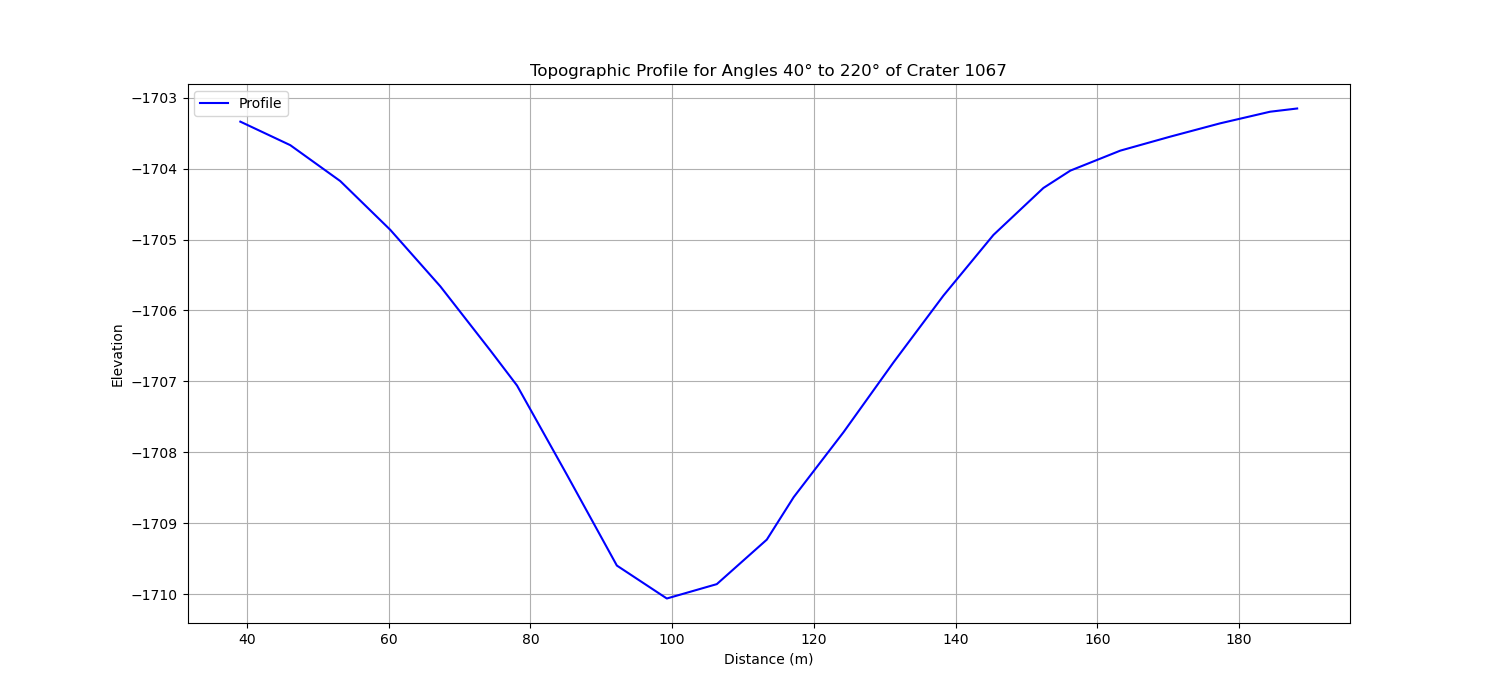 Topographic Profile for Angles 40° to 220° of Crater 1067
Profile
−1703
−1704
−1705
−1706
−1707
−1708
−1709
−1710
Elevation
40 60 80 100 120 140 160 180
Distance (m)